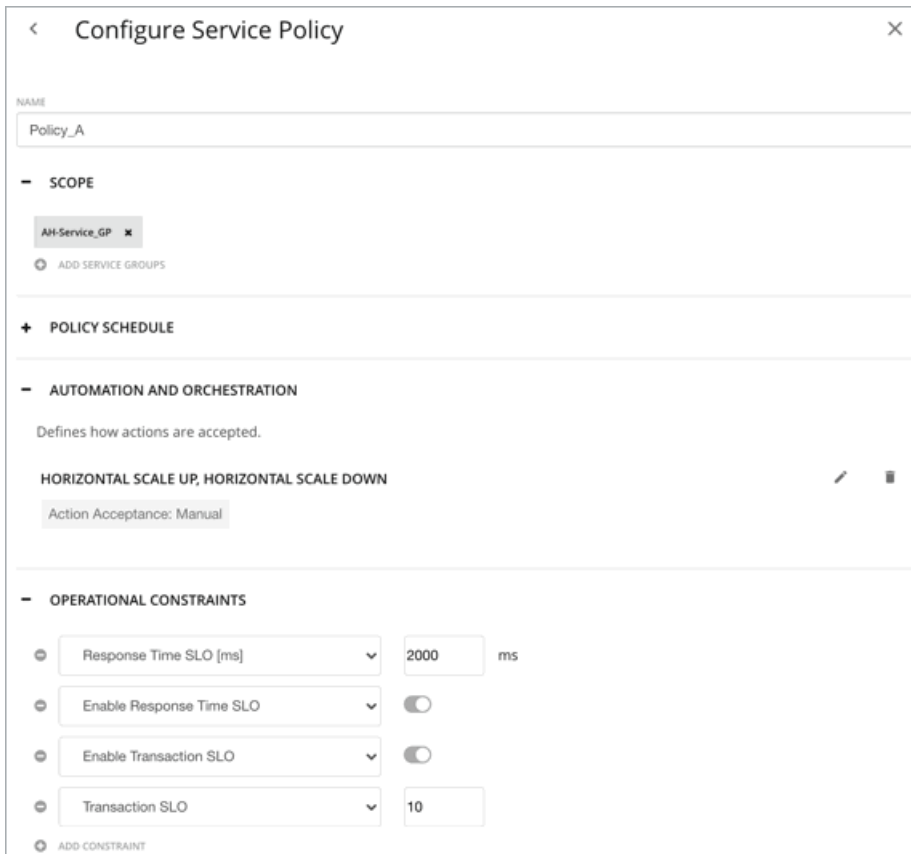 Configure Service Policy
NAME
Policy_A
SCOPE
AH-Service_GP
ADD SERVICE GROUPS
POLICY SCHEDULE
AUTOMATION AND ORCHESTRATION
Defines how actions are accepted.
HORIZONTAL SCALE UP, HORIZONTAL SCALE DOWN
Action Acceptance: Manual
OPERATIONAL CONSTRAINTS
Response Time SLO [ms] 2000 ms
Enable Response Time SLO
Enable Transaction SLO
Transaction SLO 10
ADD CONSTRAINT